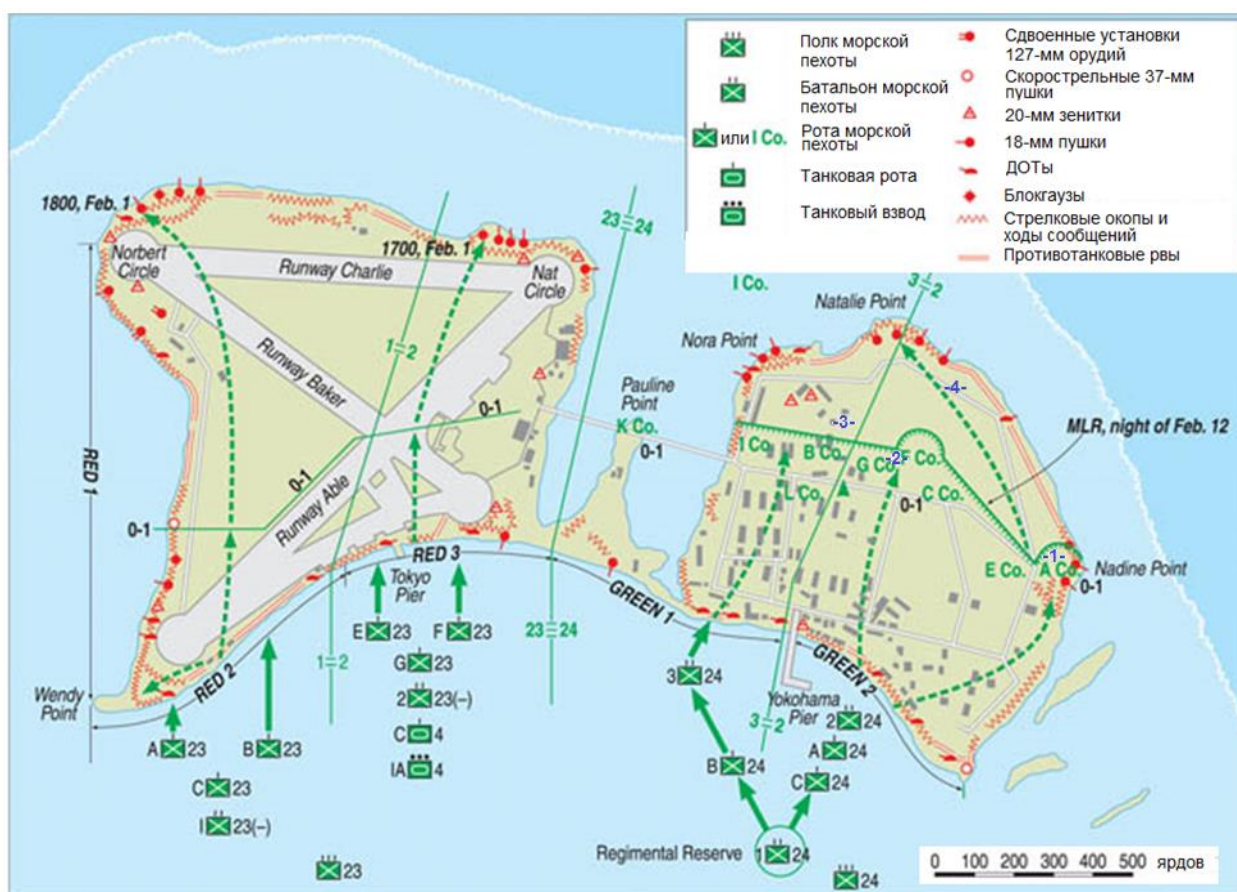 Полк морской
пехоты
Батальон морской
пехоты
или I Co.
Рота морской
пехоты
Танковая рота
Танковый взвод
Сдвоенные установки
127-мм орудий
Скорострельные 37-мм
пушки
20-мм зенитки
18-мм пушки
ДОТы
Блокгаузы
Стрелковые окопы и
ходы сообщений
Противотанковые рвы
1800, Feb. 1
Norbert
Circle
Runway Charlie
1700, Feb. 1
Nat
Circle
23=24
1=2
Runway Baker
Runway Able
RED 1
0-1
0-1
0-1
I Co.
Natalie Point
3=2
Nora Point
Pauline
Point
K Co.
0-1
-4-
-3-
MLR, night of Feb. 12
I Co.
B Co.
G Co.
-2-
F Co.
L Co.
0-1
C Co.
E Co.
-1-
A Co.
0-1
Nadine Point
RED 3
Tokyo
Pier
GREEN 1
E 23
F 23
23=24
1=2
G 23
RED 2
Wendy
Point
2 23(–)
3 24
Yokohama
Pier
GREEN 2
2 24
3=2
A 23
B 23
C 4
A 24
IA 4
B 24
C 24
C 23
I 23(–)
23
Regimental Reserve
1 24
24
0 100 200 300 400 500 ярдов